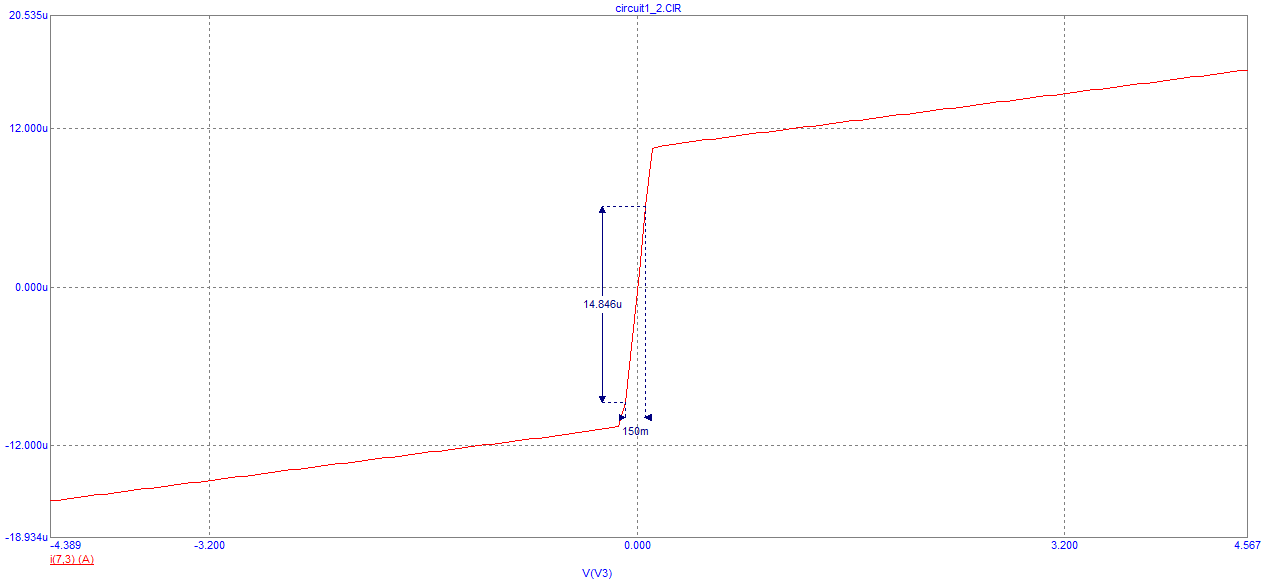 circuit1_2.CIR
20.535u
12.000u
0.000u
14.846u
150m
-12.000u
-18.934u
-4.389 -3.200 0.000 3.200 4.567
i(7,3) (A)
V(V3)